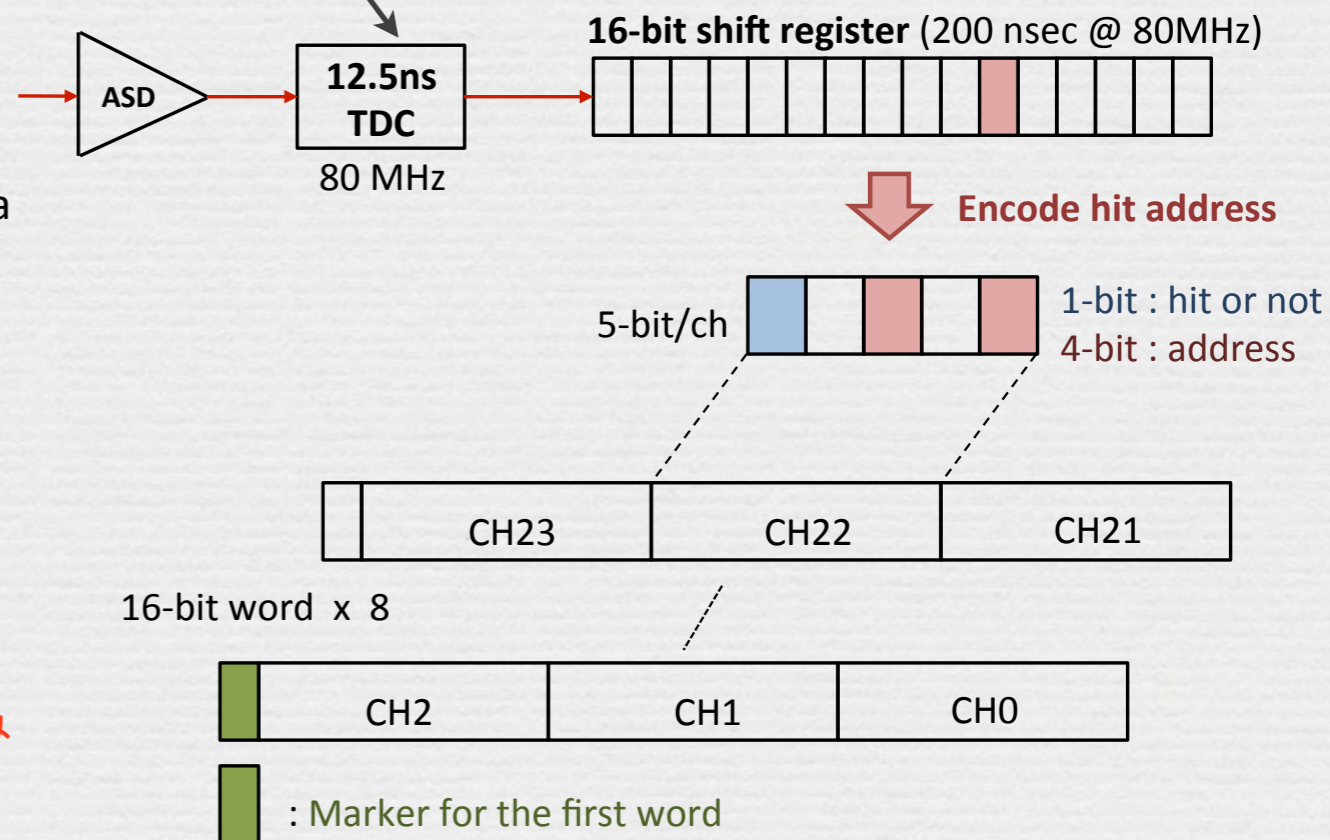 16-bit shift register (200 nsec @ 80MHz)
ASD
12.5ns
TDC
80 MHz
a
Encode hit address
5-bit/ch
1-bit : hit or not
4-bit : address
CH23 CH22 CH21
16-bit word x 8
CH2 CH1 CH0
: Marker for the first word